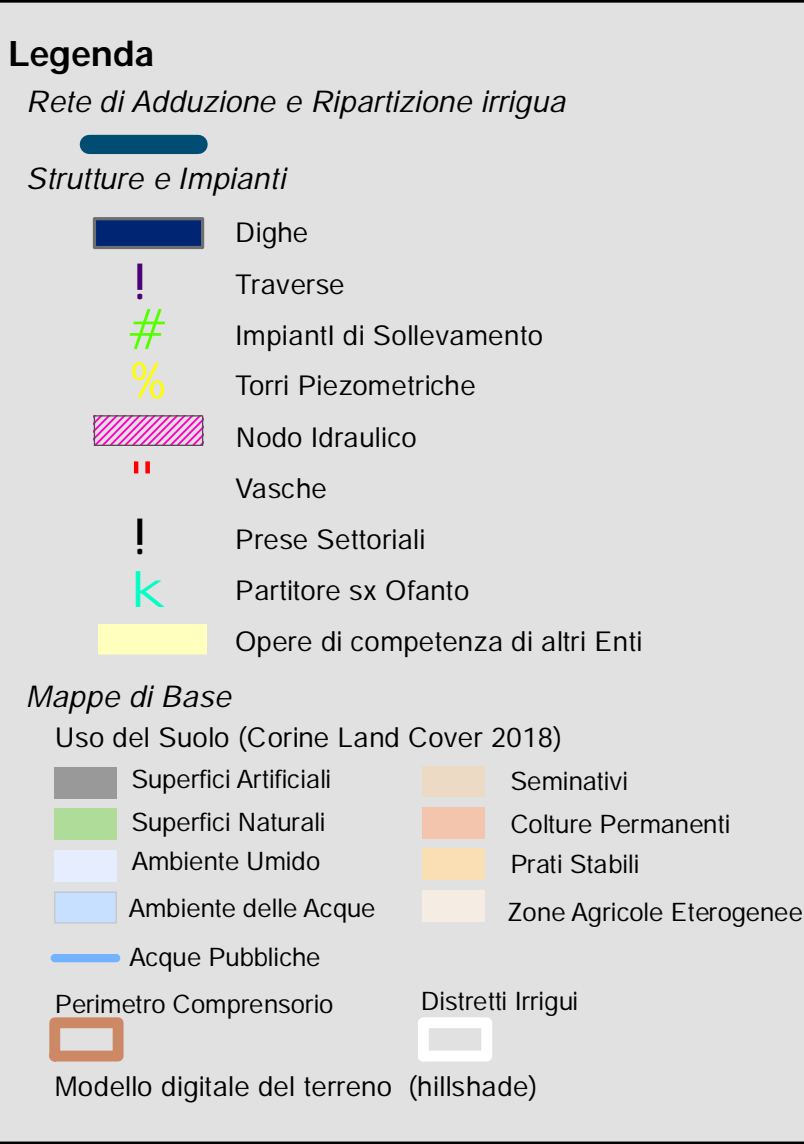 Legenda
Rete di Adduzione e Ripartizione irrigua
Strutture e Impianti
Dighe
! Traverse
# ImpiantI di Sollevamento
% Torri Piezometriche
Nodo Idraulico
" Vasche
! Prese Settoriali
k Partitore sx Ofanto
Opere di competenza di altri Enti
Mappe di Base
Uso del Suolo (Corine Land Cover 2018)
Superfici Artificiali
Superfici Naturali
Ambiente Umido
Ambiente delle Acque
Acque Pubbliche
Seminativi
Colture Permanenti
Prati Stabili
Zone Agricole Eterogenee
Perimetro Comprensorio
Distretti Irrigui
Modello digitale del terreno (hillshade)